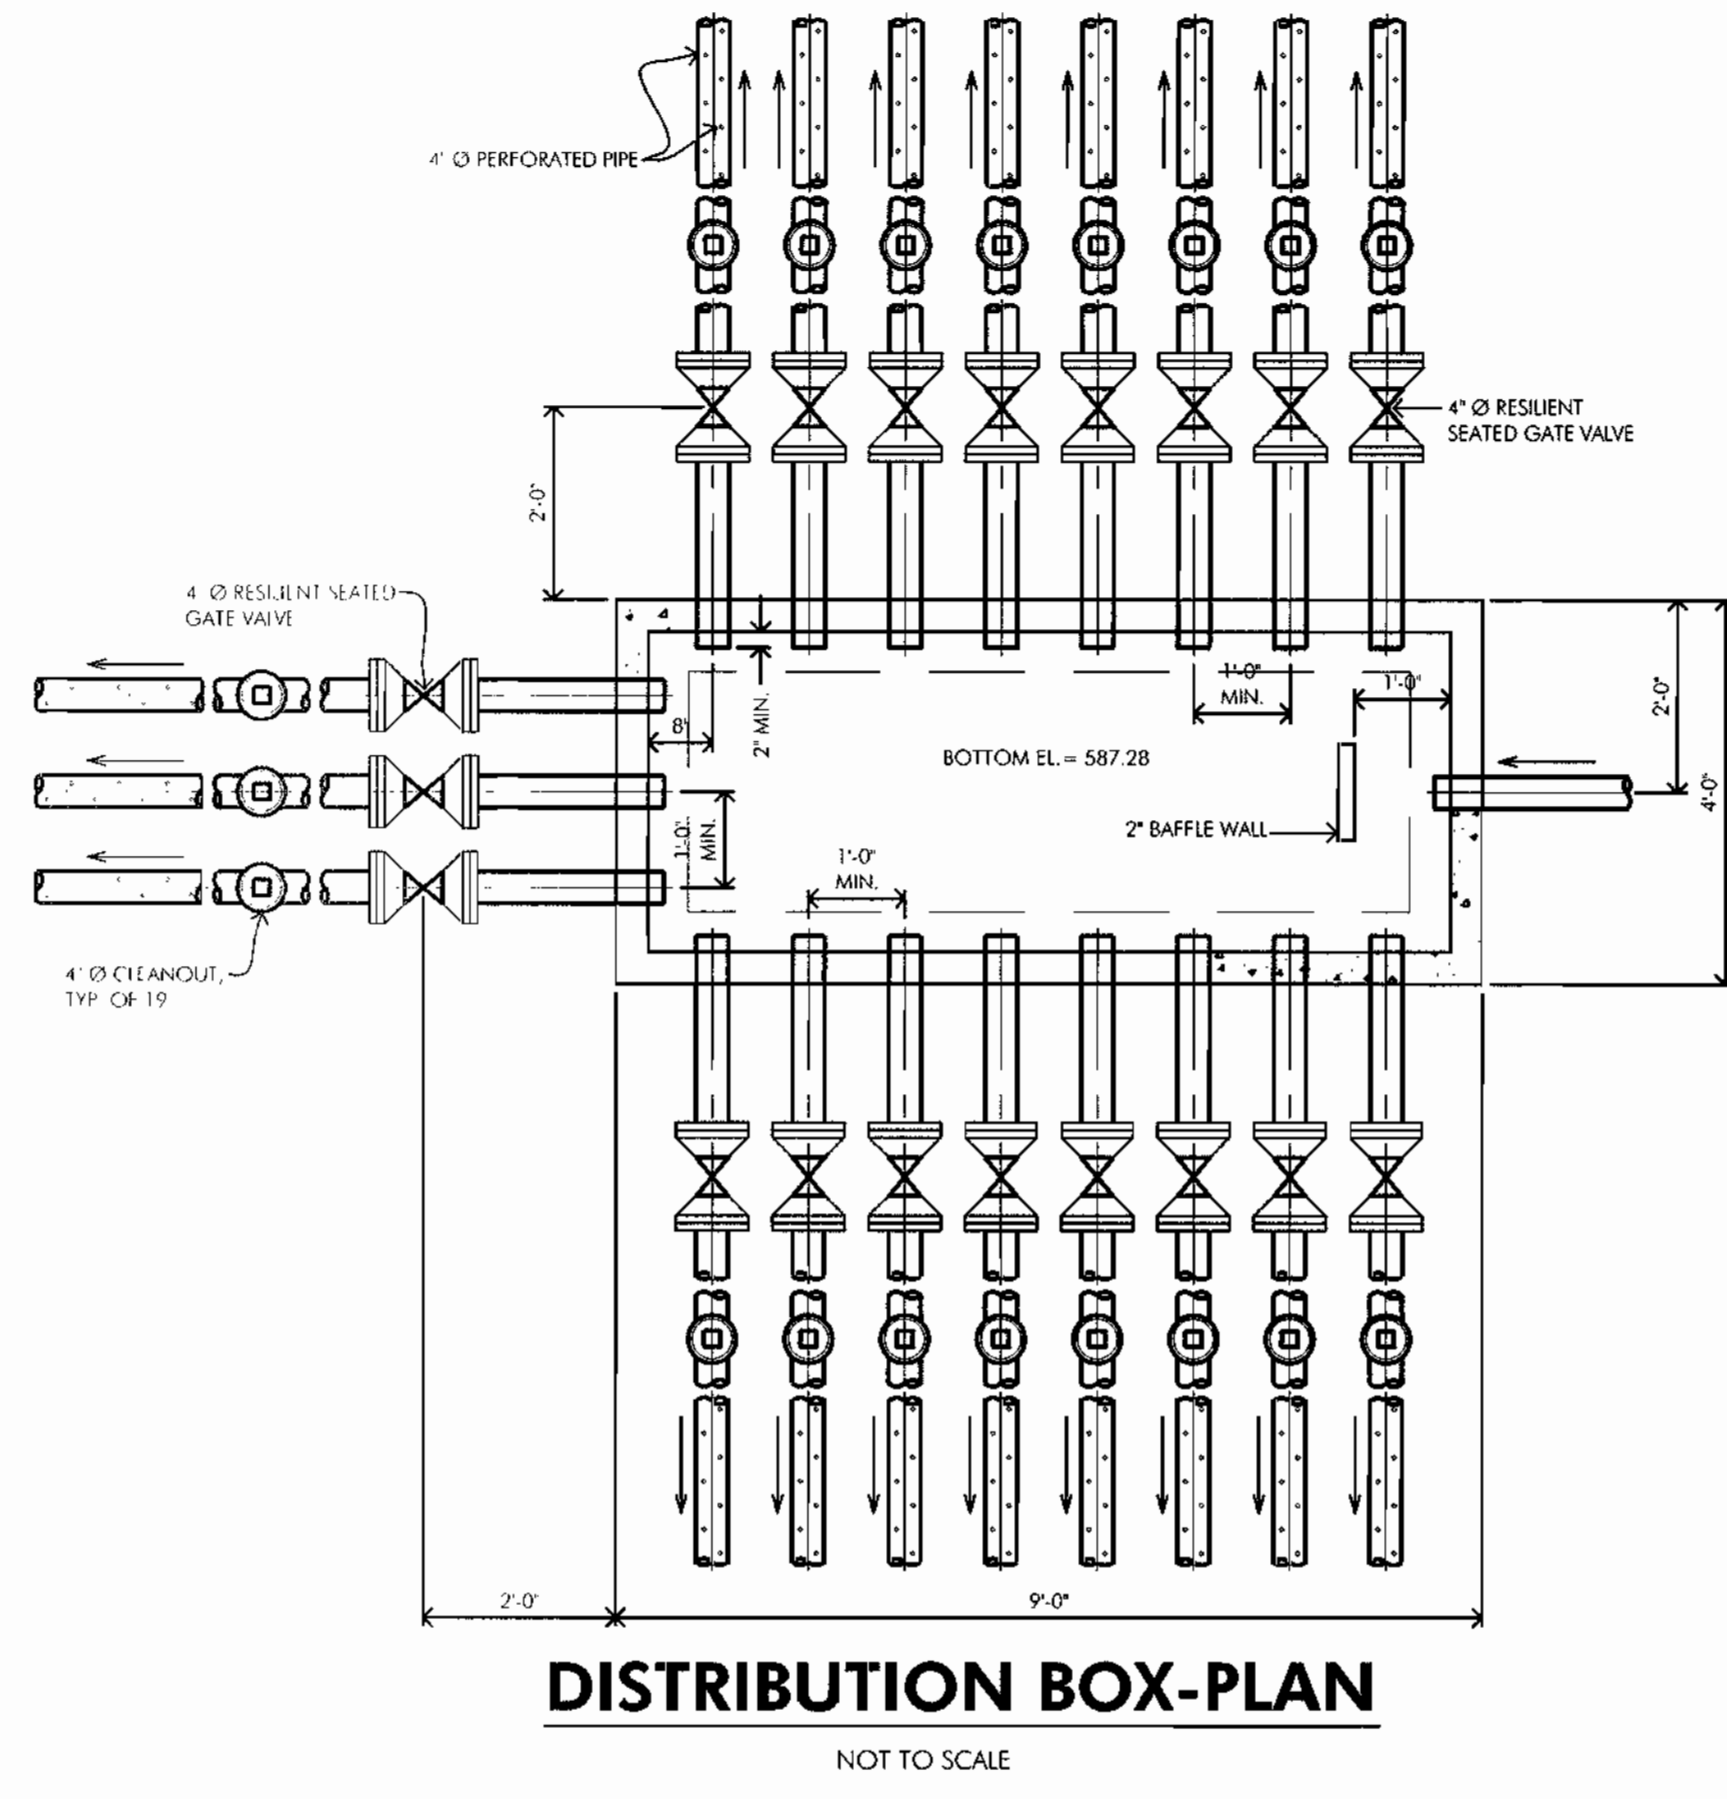 4" Ø PERFORATED PIPE
4" Ø RESILIENT
SEATED GATE VALVE
2'-0"
4" Ø RESILIENT SEATED
GATE VALVE
1'-0"
MIN.
1'-0"
8"
2" MIN.
2'-0"
4'-0"
BOTTOM EL.= 587.28
2" BAFFLE WALL
1'-0"
MIN.
1'-0"
MIN.
4" Ø CLEANOUT,
TYP. OF 19
2'-0"
9'-0"
DISTRIBUTION BOX-PLAN
NOT TO SCALE